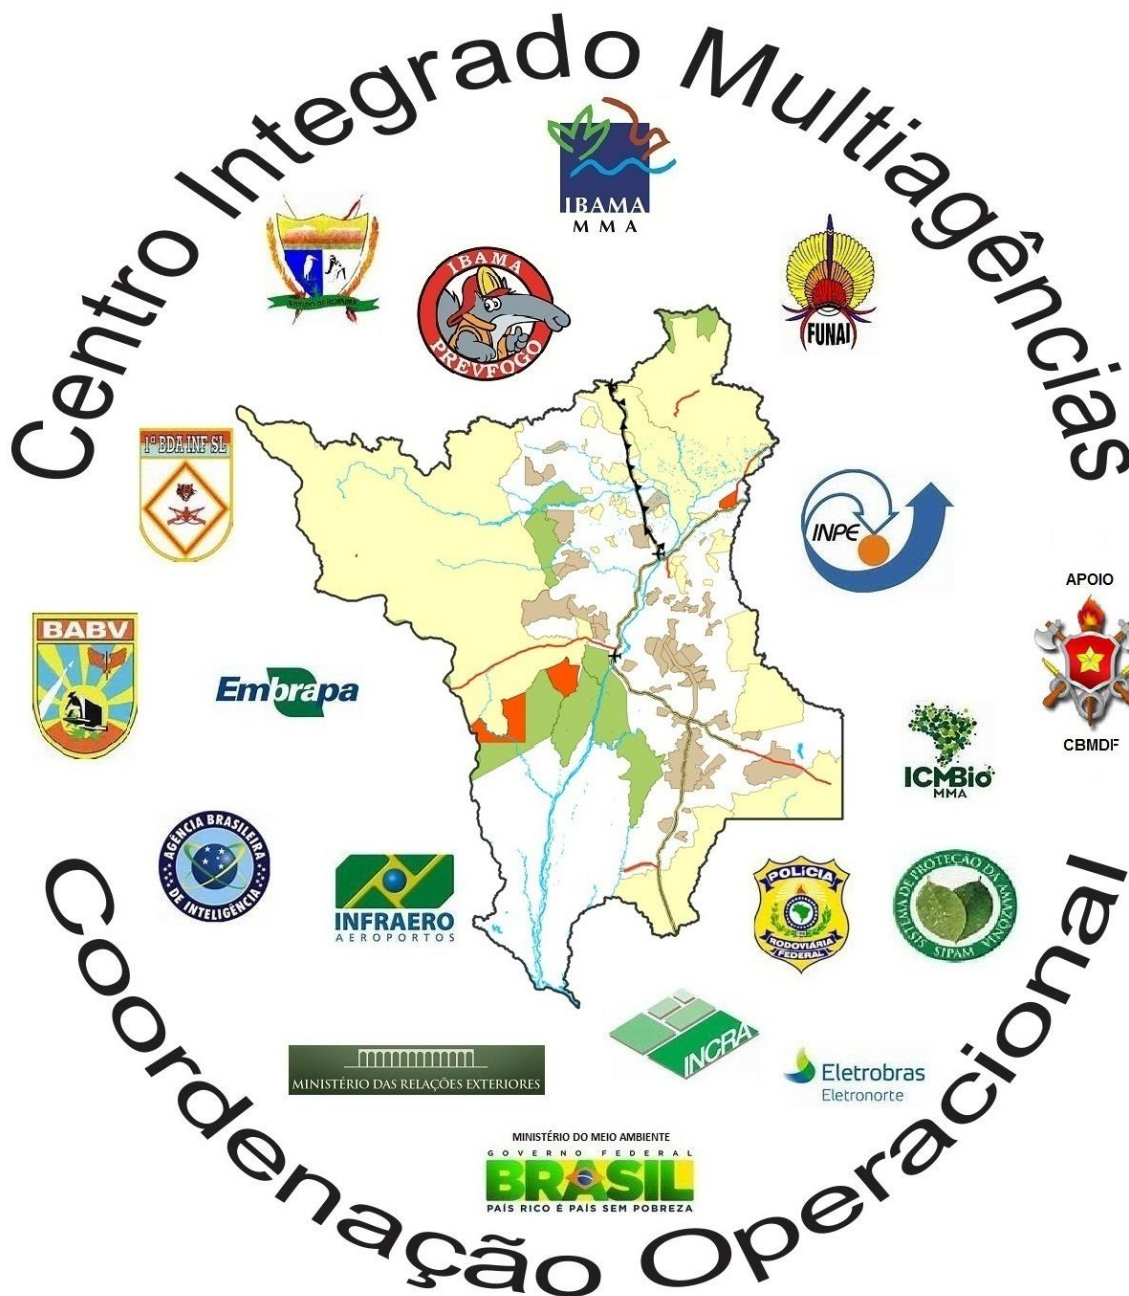 Centro Integrado Multiagências
IBAMA
MMA
IBAMA
PREVFOGO
FUNAI
1ª BDA INF SL
INPE
APOIO
CBMDF
BABV
Embrapa
ICMBio
MMA
AGÊNCIA BRASILEIRA
DE INTELIGÊNCIA
INFRAERO
AEROPORTOS
POLÍCIA
RODOVIÁRIA
FEDERAL
SISTEMA DE PROTEÇÃO DA AMAZÔNIA
SIPAM
MINISTÉRIO DAS RELAÇÕES EXTERIORES
INCRA
Eletrobras
Eletronorte
MINISTÉRIO DO MEIO AMBIENTE
GOVERNO FEDERAL
BRASIL
PAÍS RICO É PAÍS SEM POBREZA
Coordenação Operacional